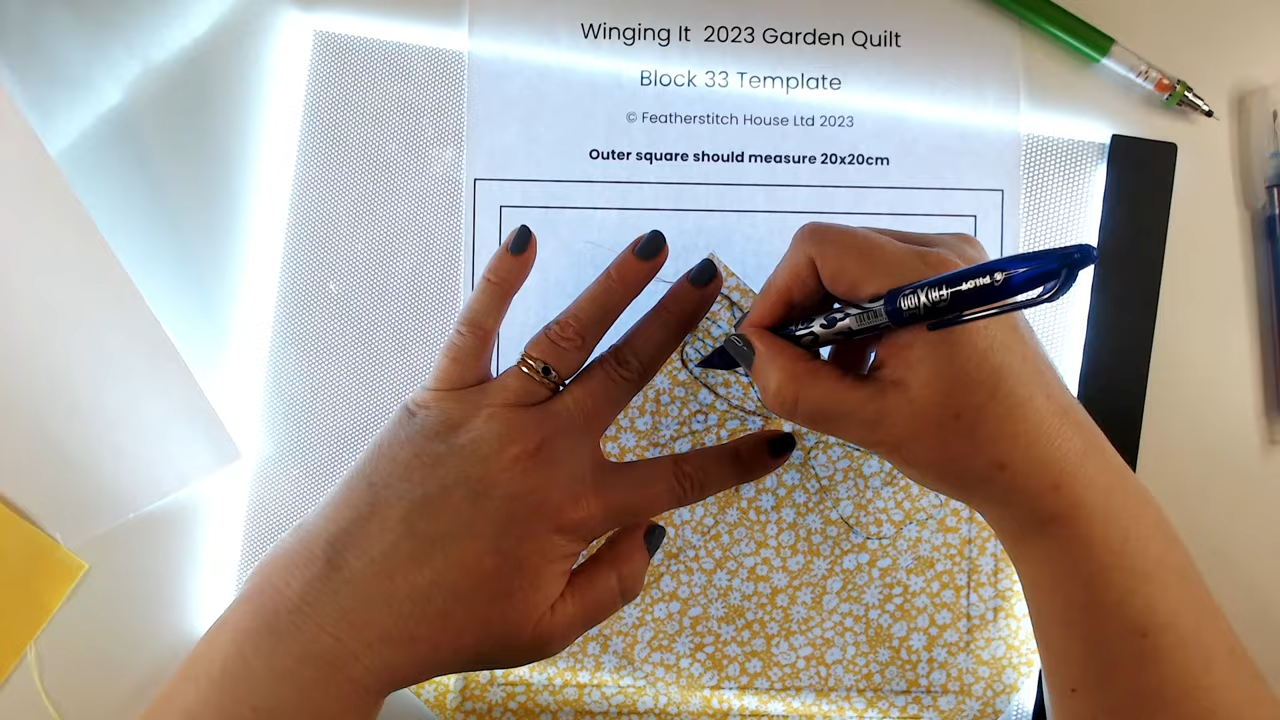 Winging It 2023 Garden Quilt
Block 33 Template
© Featherstitch House Ltd 2023
Outer square should measure 20x20cm
PILOT
FRIXION